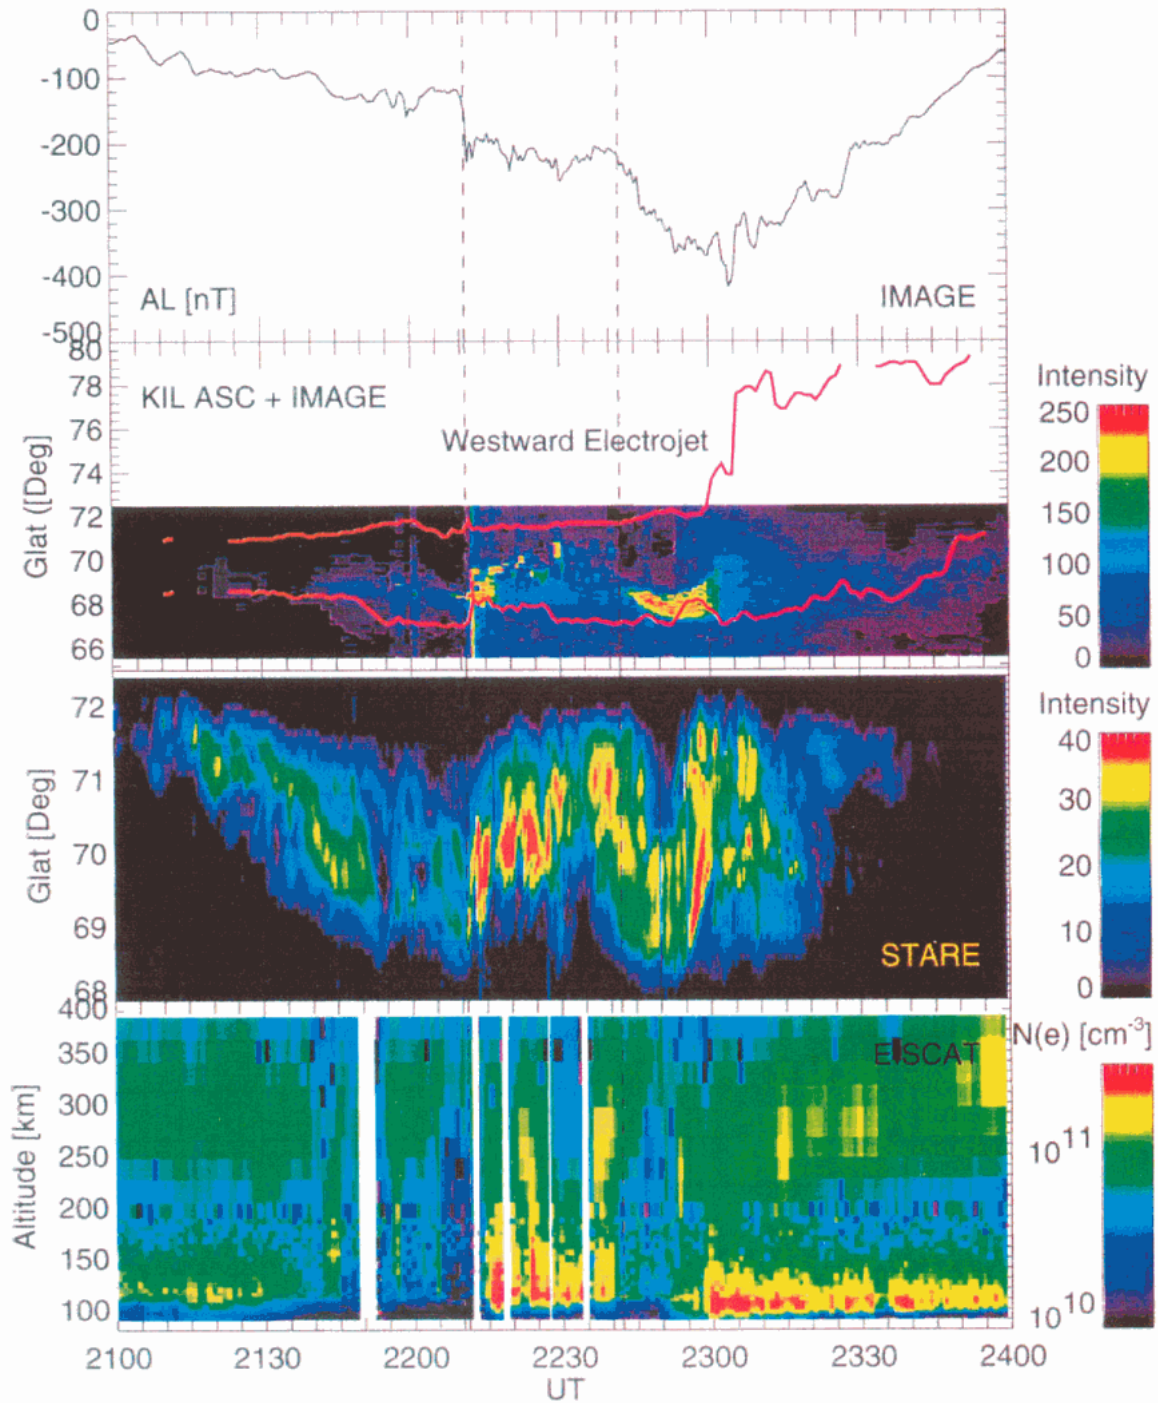 0
-100
-200
-300
-400
-500
AL [nT]
IMAGE
80
78
76
74
72
70
68
66
Glat ([Deg]
KIL ASC + IMAGE
Westward Electrojet
Intensity
250
200
150
100
50
0
72
71
70
69
68
Glat [Deg]
STARE
Intensity
40
30
20
10
0
400
350
300
250
200
150
100
Altitude [km]
EISCAT
N(e) [cm-3]
10^11
10^10
2100 2130 2200 2230 2300 2330 2400
UT